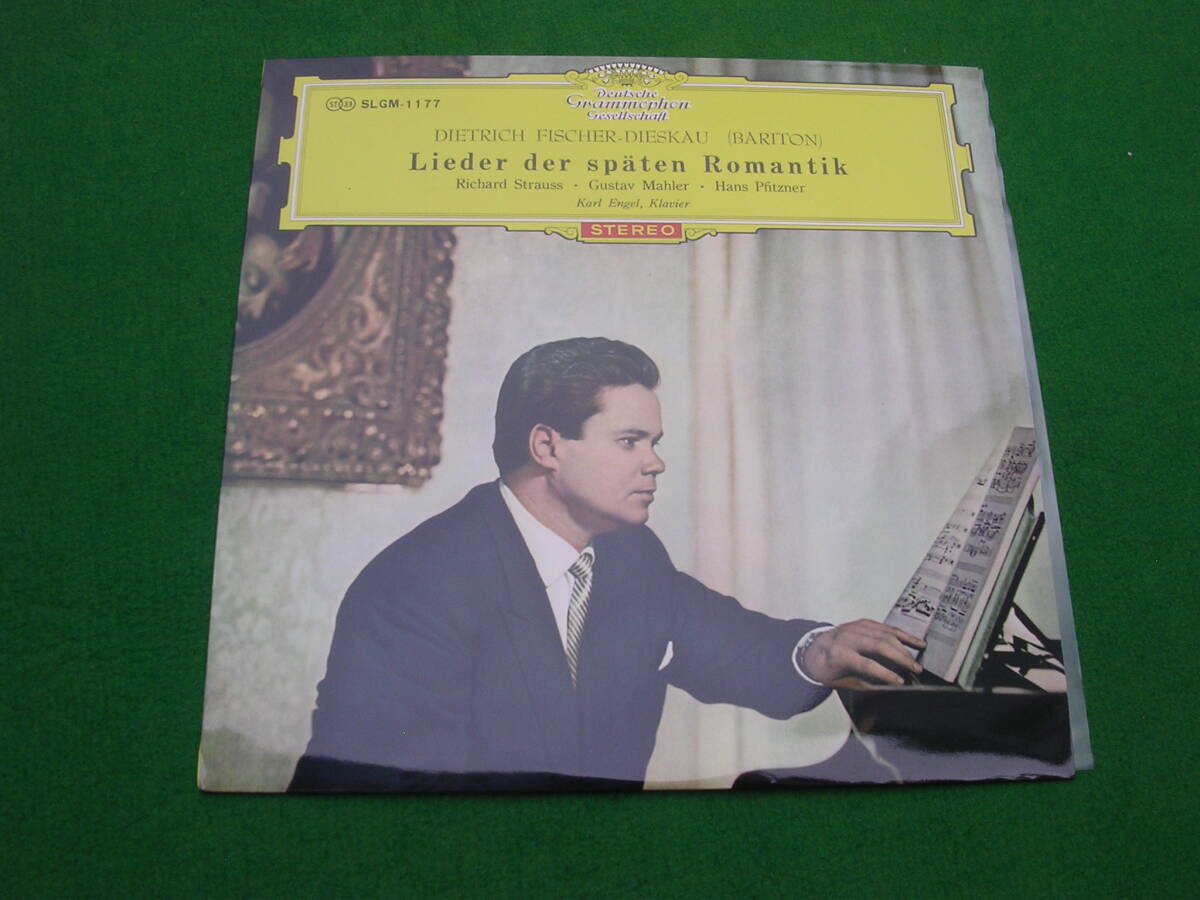 STEREO SLGM-1177
Deutsche
Grammophon
Gesellschaft
DIETRICH FISCHER-DIESKAU (BARITON)
Lieder der späten Romantik
Richard Strauss · Gustav Mahler · Hans Pfitzner
Karl Engel, Klavier
STEREO